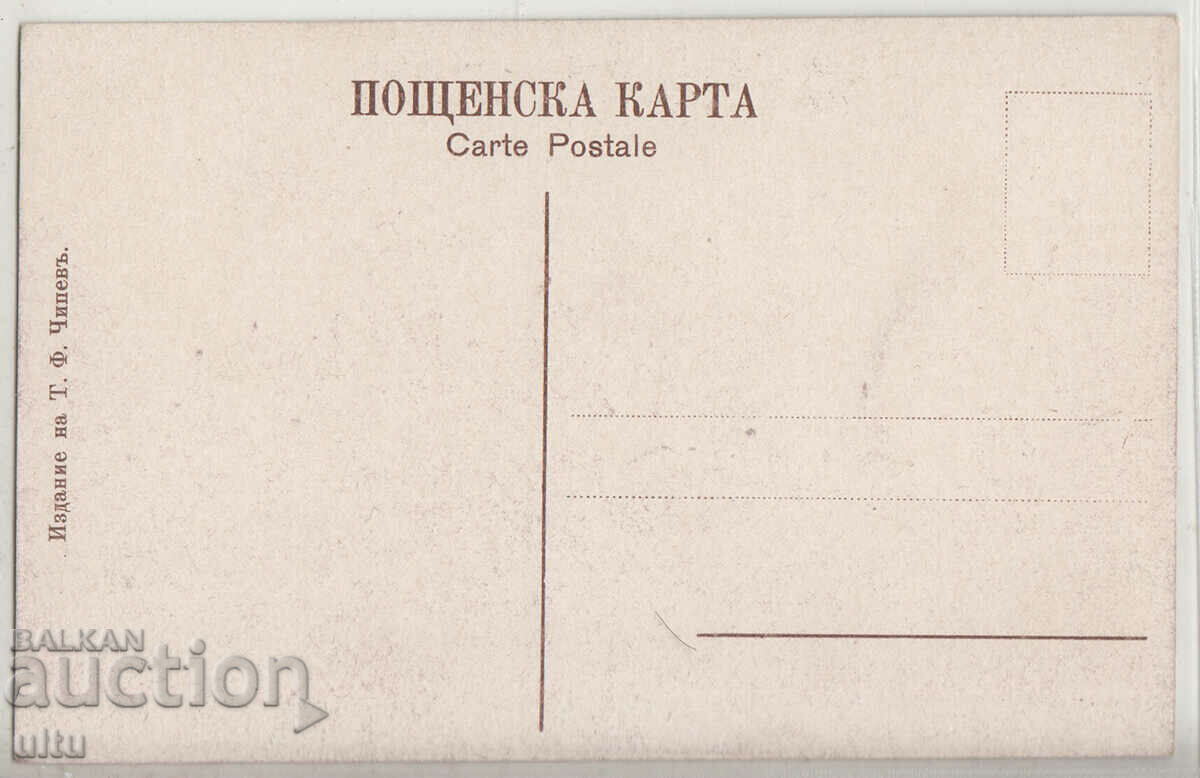 ПОЩЕНСКА КАРТА
Carte Postale
Издание на Т. Ф. Чипевъ.
BALKAN
auction
ultu